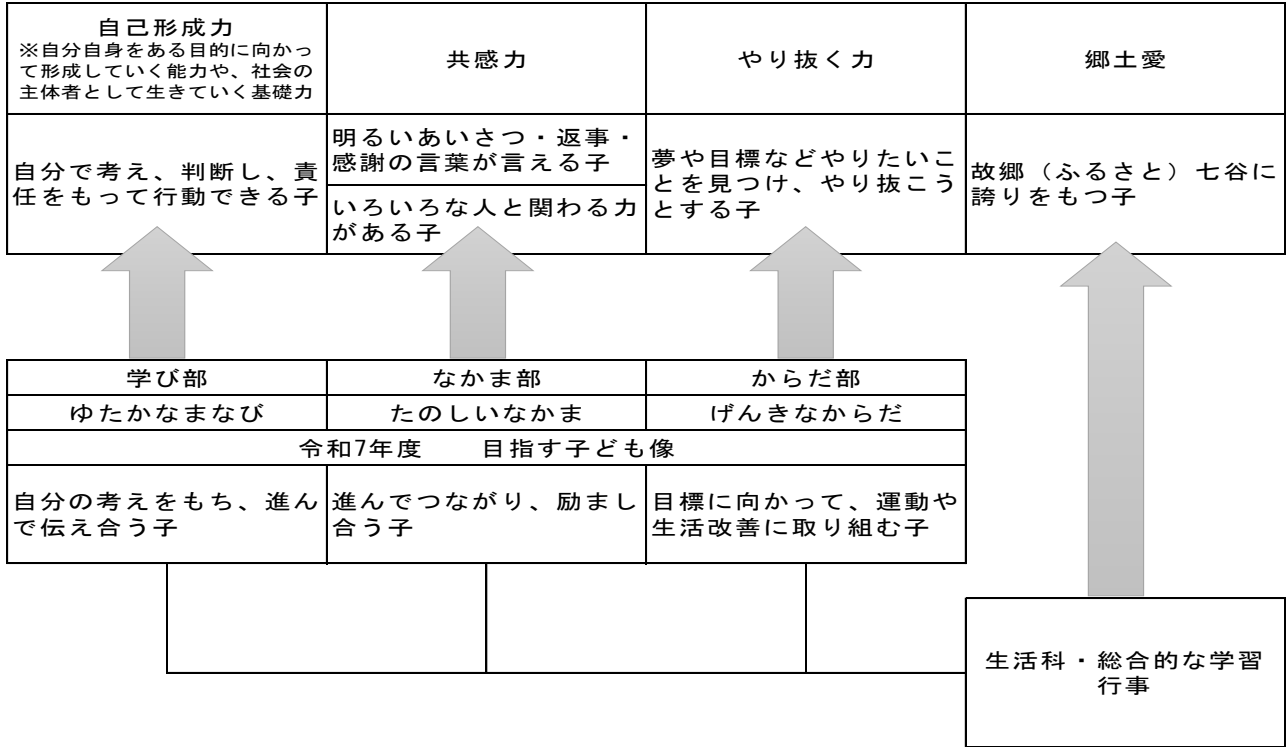 自己形成力
※自分自身をある目的に向かっ
て形成していく能力や、社会の
主体者として生きていく基礎力
共感力
やり抜く力
郷土愛
自分で考え、判断し、責
任をもって行動できる子
明るいあいさつ・返事・
感謝の言葉が言える子
いろいろな人と関わる力
がある子
夢や目標などやりたいこ
とを見つけ、やり抜こう
とする子
故郷（ふるさと）七谷に
誇りをもつ子
学び部
なかま部
からだ部
ゆたかなまなび
たのしいなかま
げんきなからだ
令和7年度　　目指す子ども像
自分の考えをもち、進ん
で伝え合う子
進んでつながり、励まし
合う子
目標に向かって、運動や
生活改善に取り組む子
生活科・総合的な学習
行事